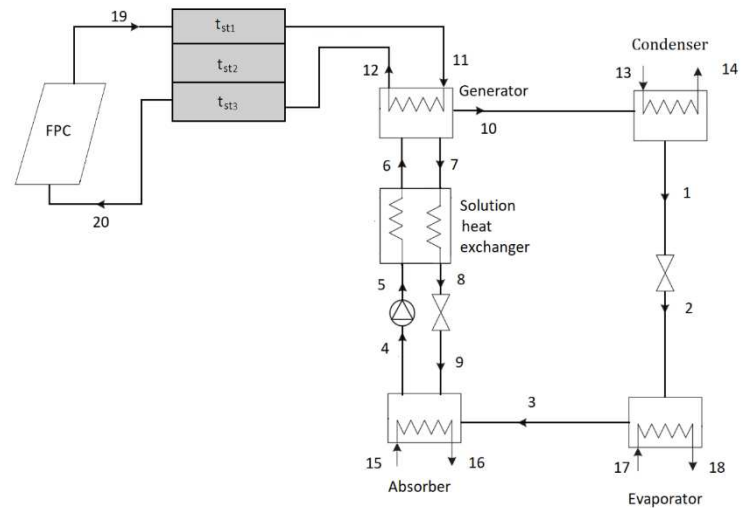 19
t_st1
t_st2
t_st3
FPC
20
11
12
Generator
10
Condenser
13
14
6
7
1
Solution
heat
exchanger
5
8
2
4
9
3
15
16
Absorber
17
18
Evaporator